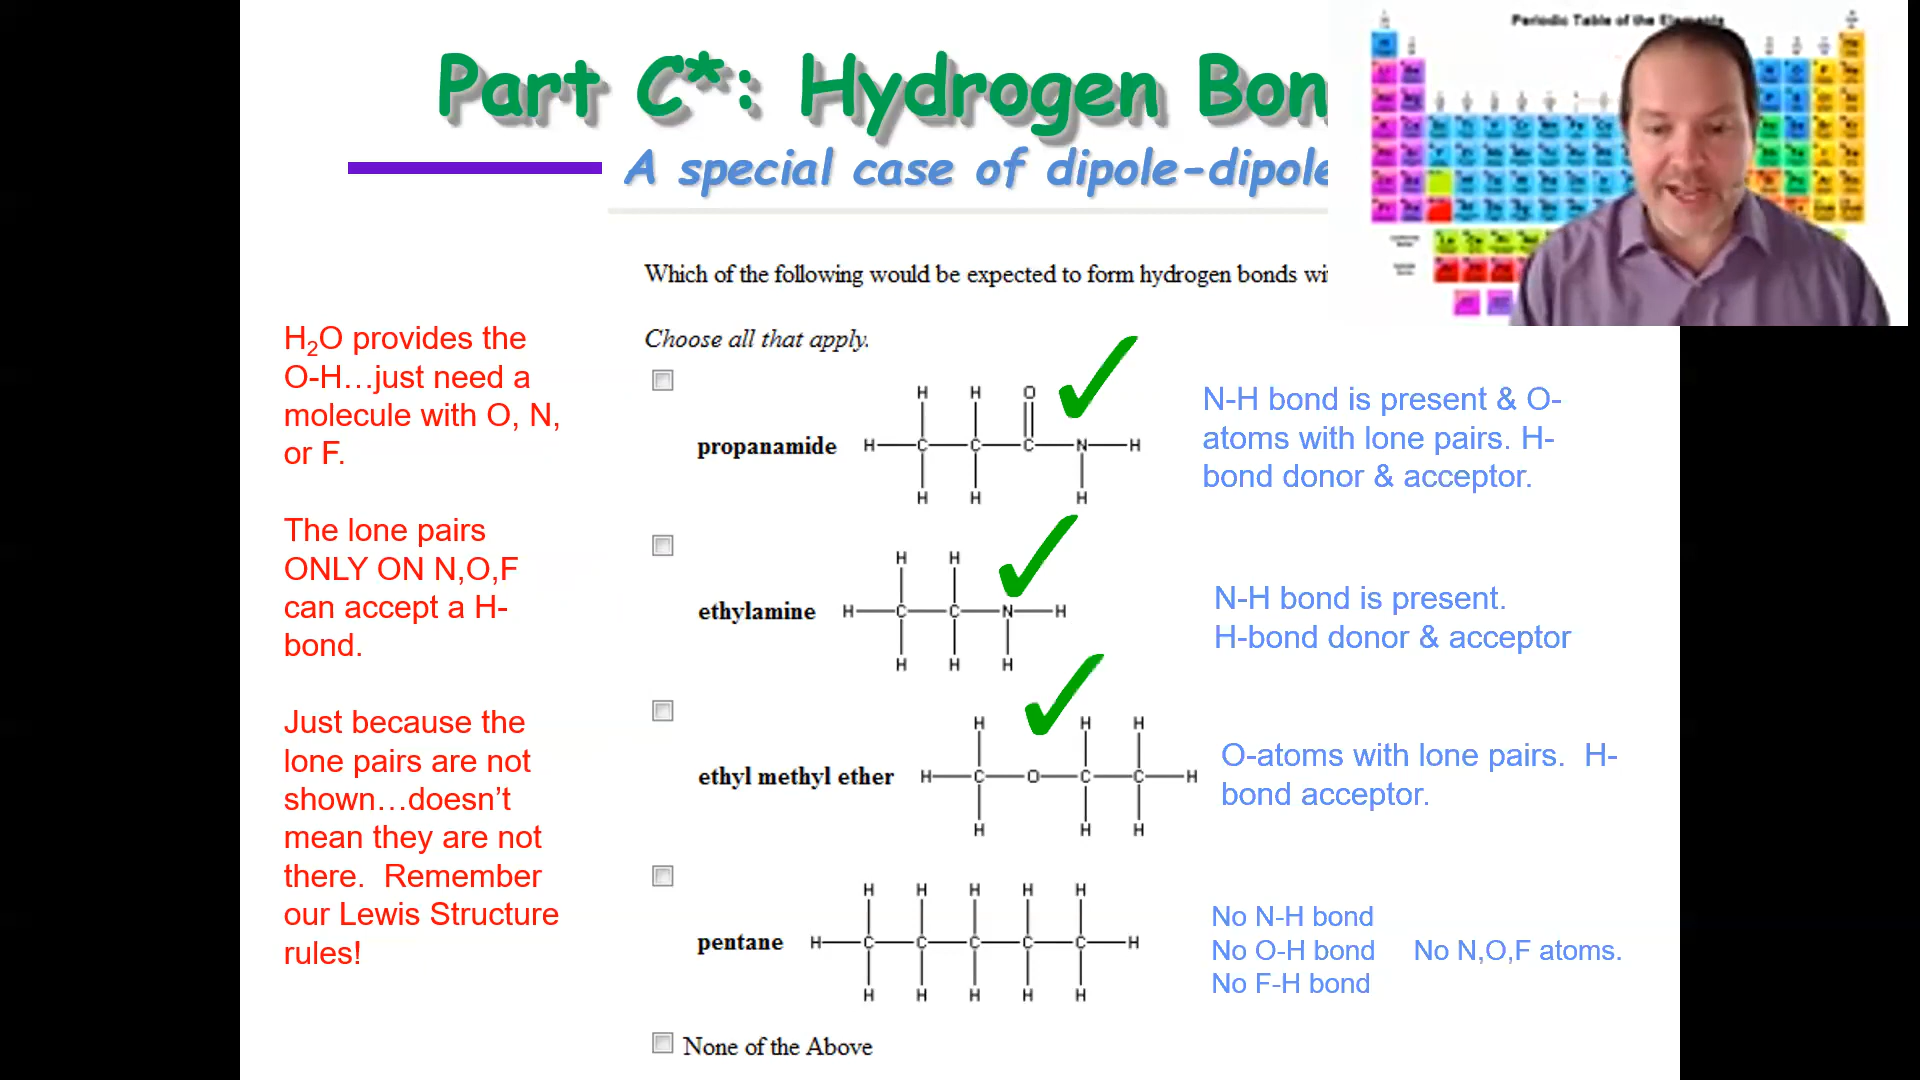 Part C*: Hydrogen Bon
A special case of dipole-dipole
Periodic Table of the Elements
Which of the following would be expected to form hydrogen bonds wi
Choose all that apply.
H₂O provides the
O-H…just need a
molecule with O, N,
or F.
The lone pairs
ONLY ON N,O,F
can accept a H-
bond.
Just because the
lone pairs are not
shown…doesn't
mean they are not
there. Remember
our Lewis Structure
rules!
H H O
propanamide H C C C N H
H H H
N-H bond is present & O-
atoms with lone pairs. H-
bond donor & acceptor.
H H
ethylamine H C C N H
H H H
N-H bond is present.
H-bond donor & acceptor
H H H
ethyl methyl ether H C O C C H
H H H
O-atoms with lone pairs. H-
bond acceptor.
H H H H H
pentane H C C C C C H
H H H H H
No N-H bond
No O-H bond No N,O,F atoms.
No F-H bond
None of the Above